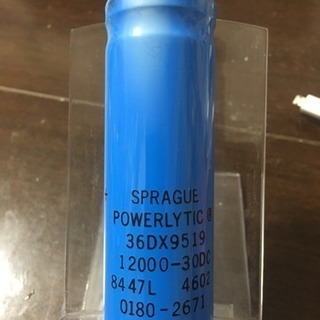 SPRAGUE
POWERLYTIC ®
36DX9519
12000-30DC
8447L 4602
0180-2671